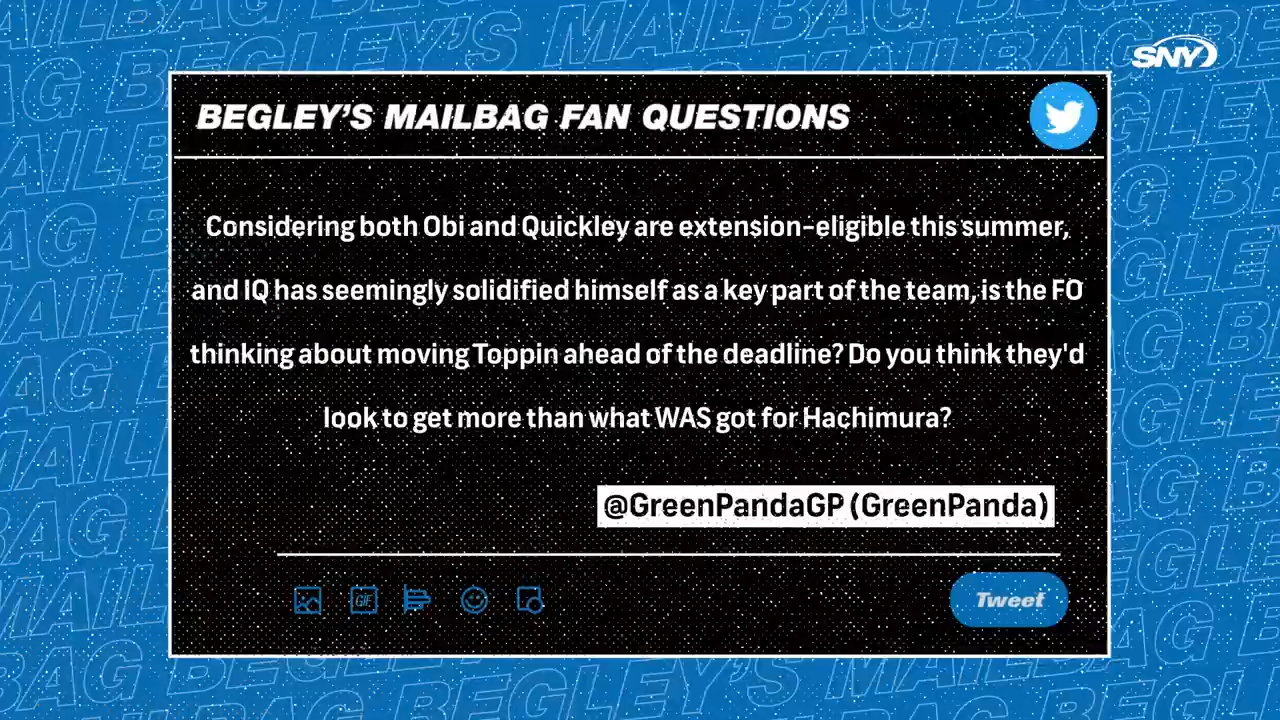 SNY
BEGLEY'S MAILBAG FAN QUESTIONS
Considering both Obi and Quickley are extension-eligible this summer,
and IQ has seemingly solidified himself as a key part of the team, is the FO
thinking about moving Toppin ahead of the deadline? Do you think they'd
look to get more than what WAS got for Hachimura?
@GreenPandaGP (GreenPanda)
GIF
Tweet